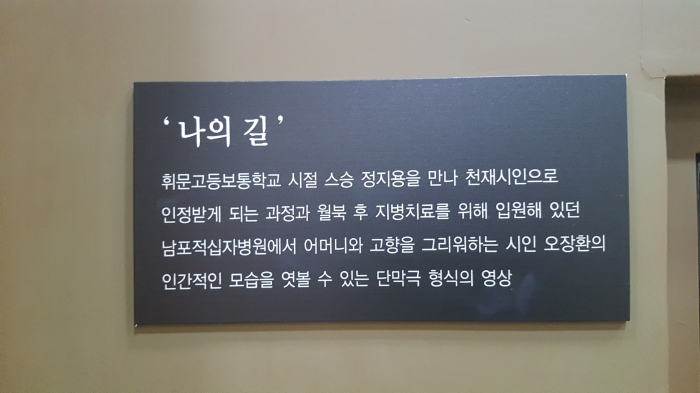 ‘나의 길’
휘문고등보통학교 시절 스승 정지용을 만나 천재시인으로
인정받게 되는 과정과 월북 후 지병치료를 위해 입원해 있던
남포적십자병원에서 어머니와 고향을 그리워하는 시인 오장환의
인간적인 모습을 엿볼 수 있는 단막극 형식의 영상